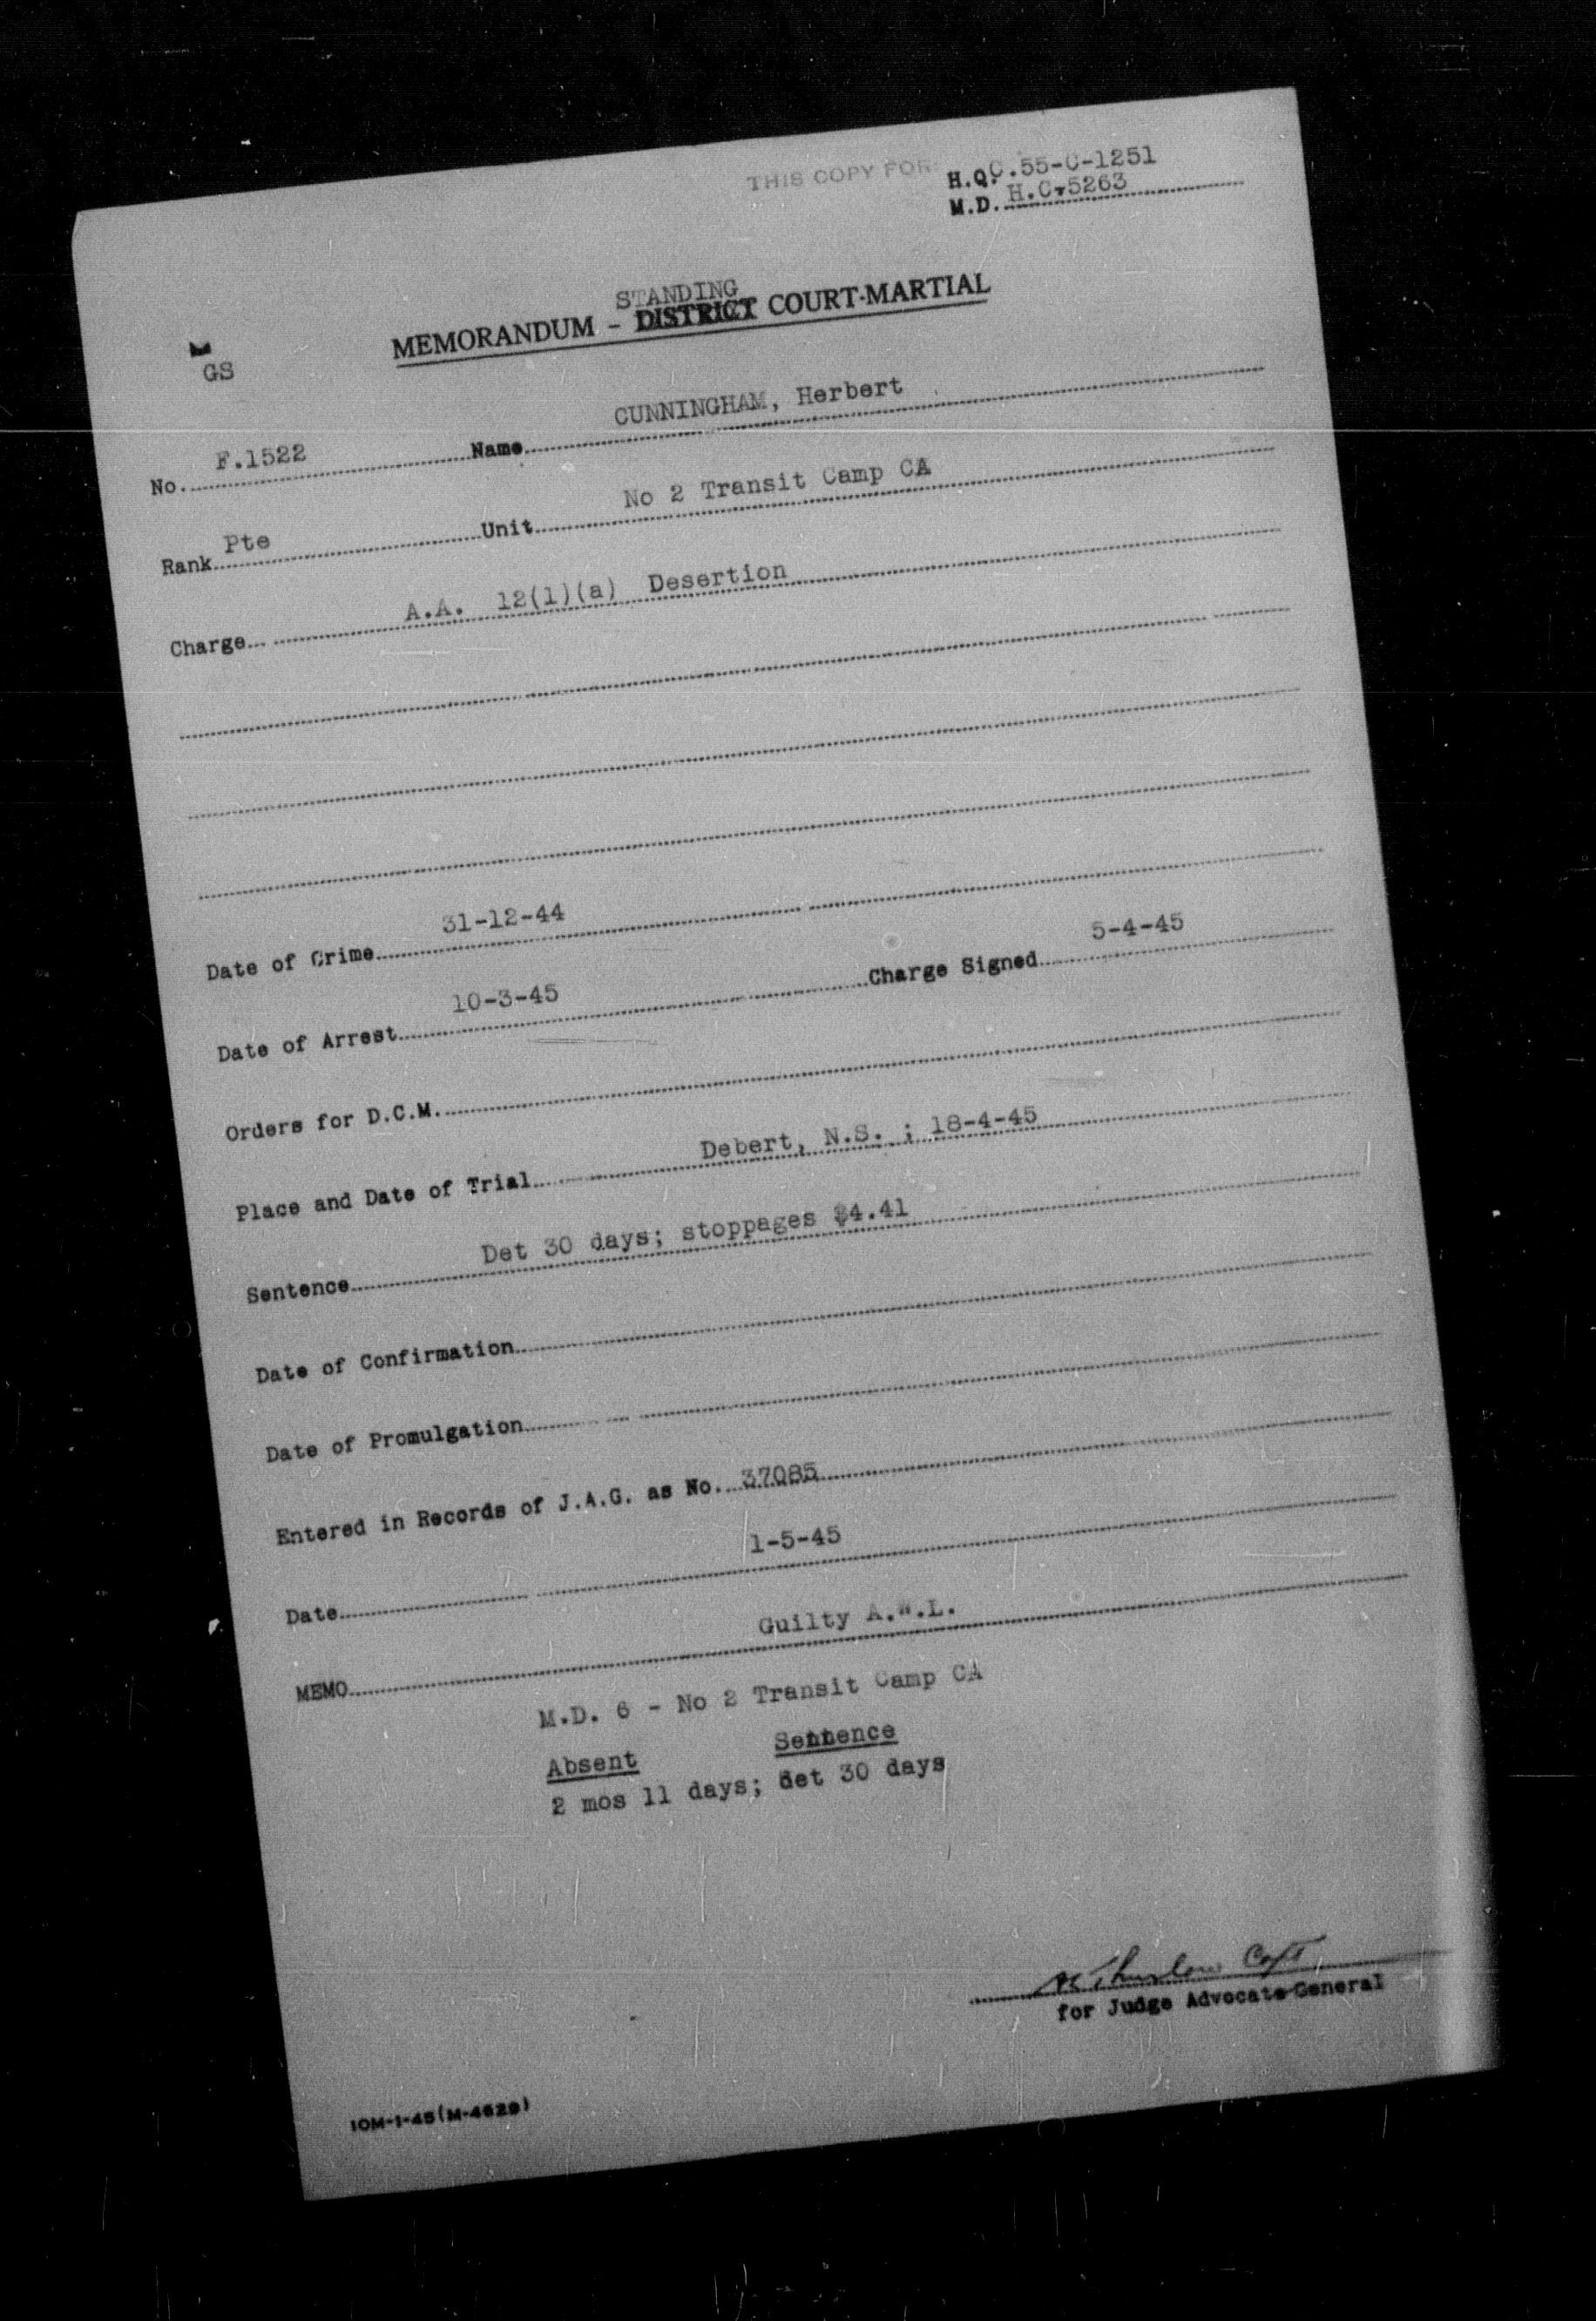 THIS COPY FOR
H.Q.C.55-C-1251
M.D. H.C.5263
STANDING
MEMORANDUM - DISTRICT COURT-MARTIAL
GS
No. F.1522 Name CUNNINGHAM, Herbert
Rank Pte Unit No 2 Transit Camp CA
Charge A.A. 12(1)(a) Desertion
Date of Crime 31-12-44
Date of Arrest 10-3-45 Charge Signed 5-4-45
Orders for D.C.M.
Place and Date of Trial Debert, N.S. ; 18-4-45
Sentence Det 30 days; stoppages $4.41
Date of Confirmation
Date of Promulgation
Entered in Records of J.A.G. as No. 37085
Date 1-5-45
MEMO Guilty A.W.L.
M.D. 6 - No 2 Transit Camp CA
Absent Sentence
2 mos 11 days; det 30 days
Capt
for Judge Advocate-General
10M-1-45(M-4629)